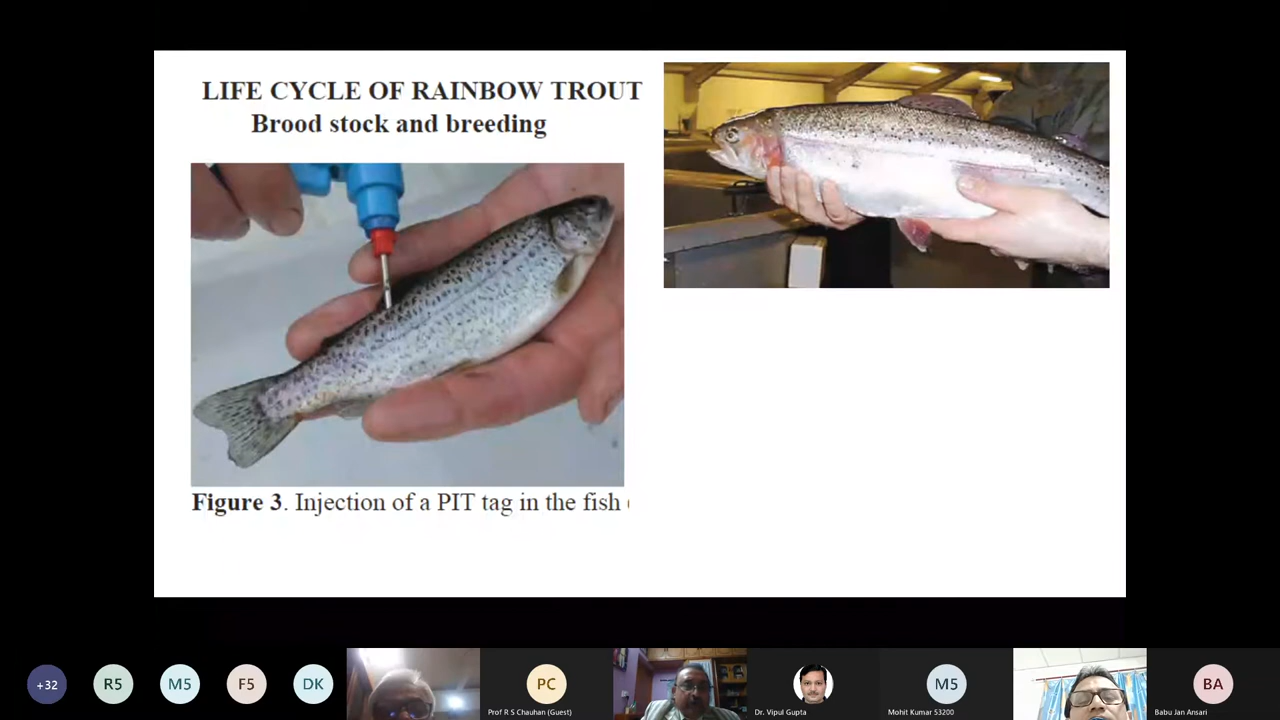 LIFE CYCLE OF RAINBOW TROUT
Brood stock and breeding
Figure 3. Injection of a PIT tag in the fish
+32
R5
M5
F5
DK
PC
Prof R S Chauhan (Guest)
Dr. Vipul Gupta
M5
Mohit Kumar 53200
BA
Babu Jan Ansari